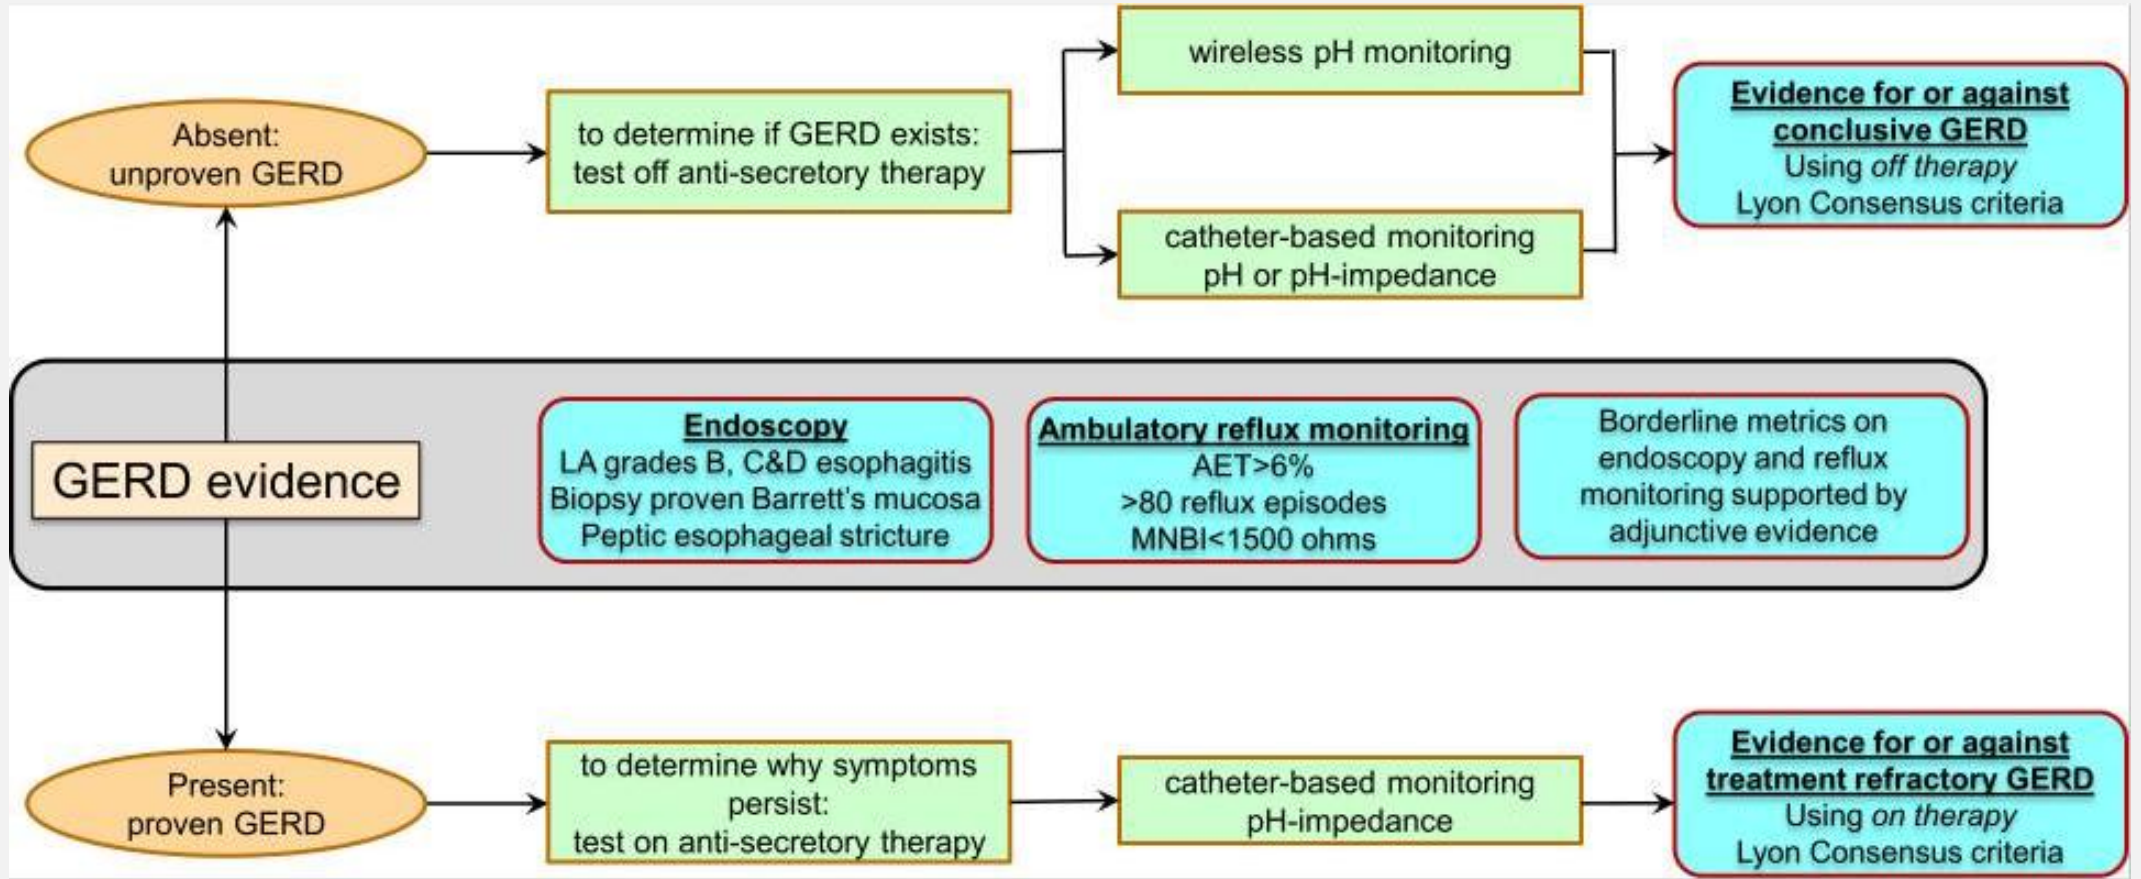 Absent:
unproven GERD
to determine if GERD exists:
test off anti-secretory therapy
wireless pH monitoring
catheter-based monitoring
pH or pH-impedance
Evidence for or against
conclusive GERD
Using off therapy
Lyon Consensus criteria
GERD evidence
Endoscopy
LA grades B, C&D esophagitis
Biopsy proven Barrett's mucosa
Peptic esophageal stricture
Ambulatory reflux monitoring
AET>6%
>80 reflux episodes
MNBI<1500 ohms
Borderline metrics on
endoscopy and reflux
monitoring supported by
adjunctive evidence
Present:
proven GERD
to determine why symptoms
persist:
test on anti-secretory therapy
catheter-based monitoring
pH-impedance
Evidence for or against
treatment refractory GERD
Using on therapy
Lyon Consensus criteria